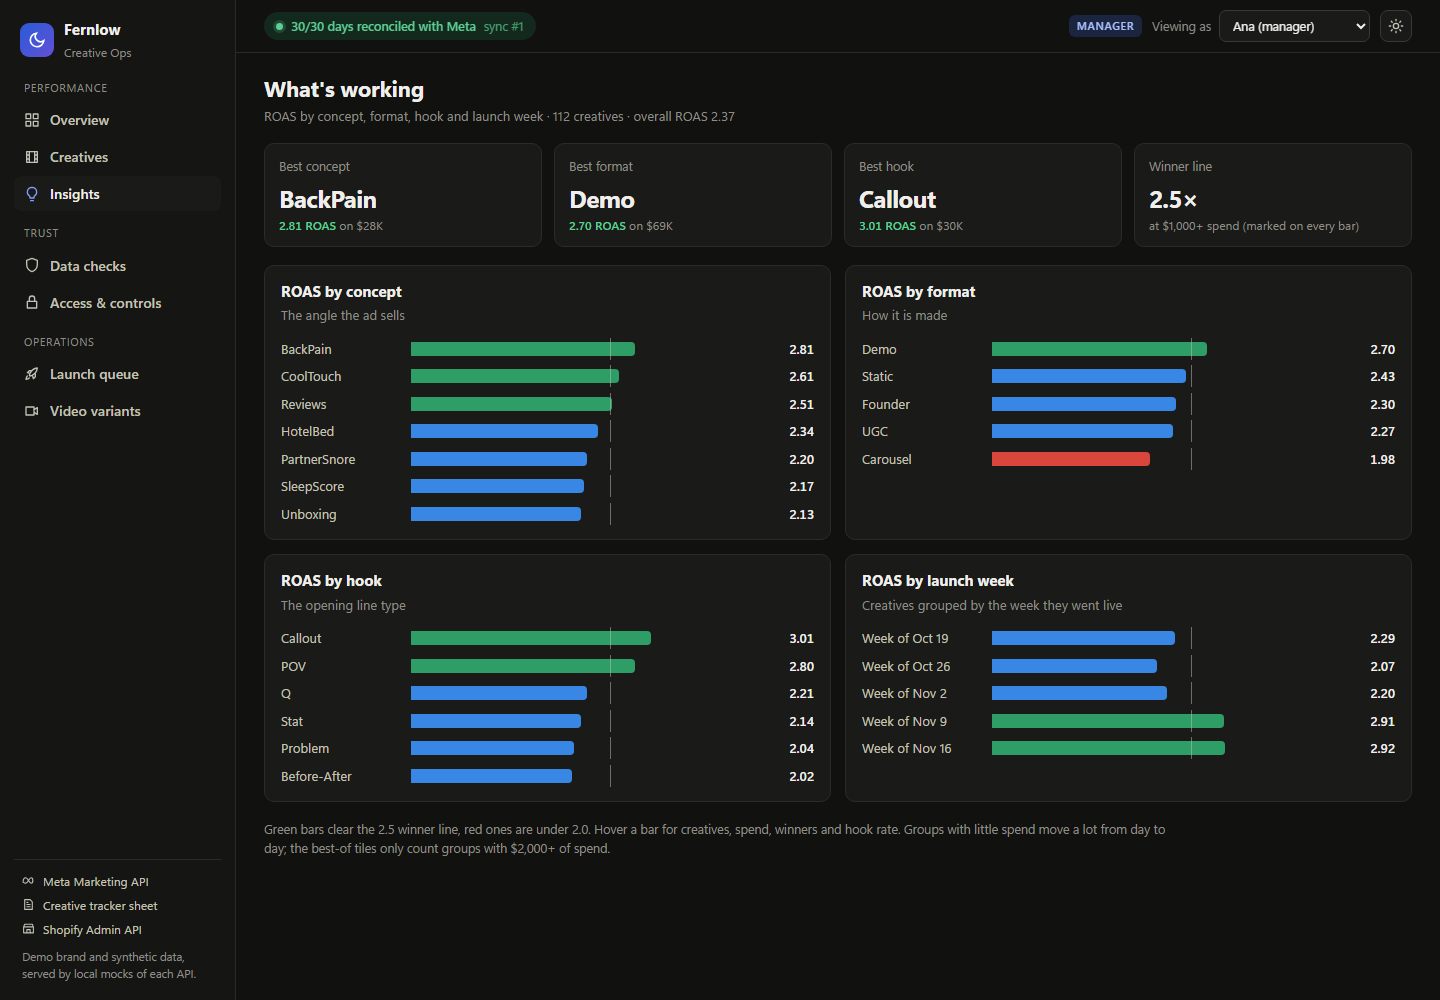 Fernlow
Creative Ops
PERFORMANCE
Overview
Creatives
Insights
TRUST
Data checks
Access & controls
OPERATIONS
Launch queue
Video variants
Meta Marketing API
Creative tracker sheet
Shopify Admin API
Demo brand and synthetic data,
served by local mocks of each API.
30/30 days reconciled with Meta sync #1
MANAGER Viewing as Ana (manager)
What's working
ROAS by concept, format, hook and launch week · 112 creatives · overall ROAS 2.37
Best concept
BackPain
2.81 ROAS on $28K
Best format
Demo
2.70 ROAS on $69K
Best hook
Callout
3.01 ROAS on $30K
Winner line
2.5×
at $1,000+ spend (marked on every bar)
ROAS by concept
The angle the ad sells
BackPain 2.81
CoolTouch 2.61
Reviews 2.51
HotelBed 2.34
PartnerSnore 2.20
SleepScore 2.17
Unboxing 2.13
ROAS by format
How it is made
Demo 2.70
Static 2.43
Founder 2.30
UGC 2.27
Carousel 1.98
ROAS by hook
The opening line type
Callout 3.01
POV 2.80
Q 2.21
Stat 2.14
Problem 2.04
Before-After 2.02
ROAS by launch week
Creatives grouped by the week they went live
Week of Oct 19 2.29
Week of Oct 26 2.07
Week of Nov 2 2.20
Week of Nov 9 2.91
Week of Nov 16 2.92
Green bars clear the 2.5 winner line, red ones are under 2.0. Hover a bar for creatives, spend, winners and hook rate. Groups with little spend move a lot from day to
day; the best-of tiles only count groups with $2,000+ of spend.